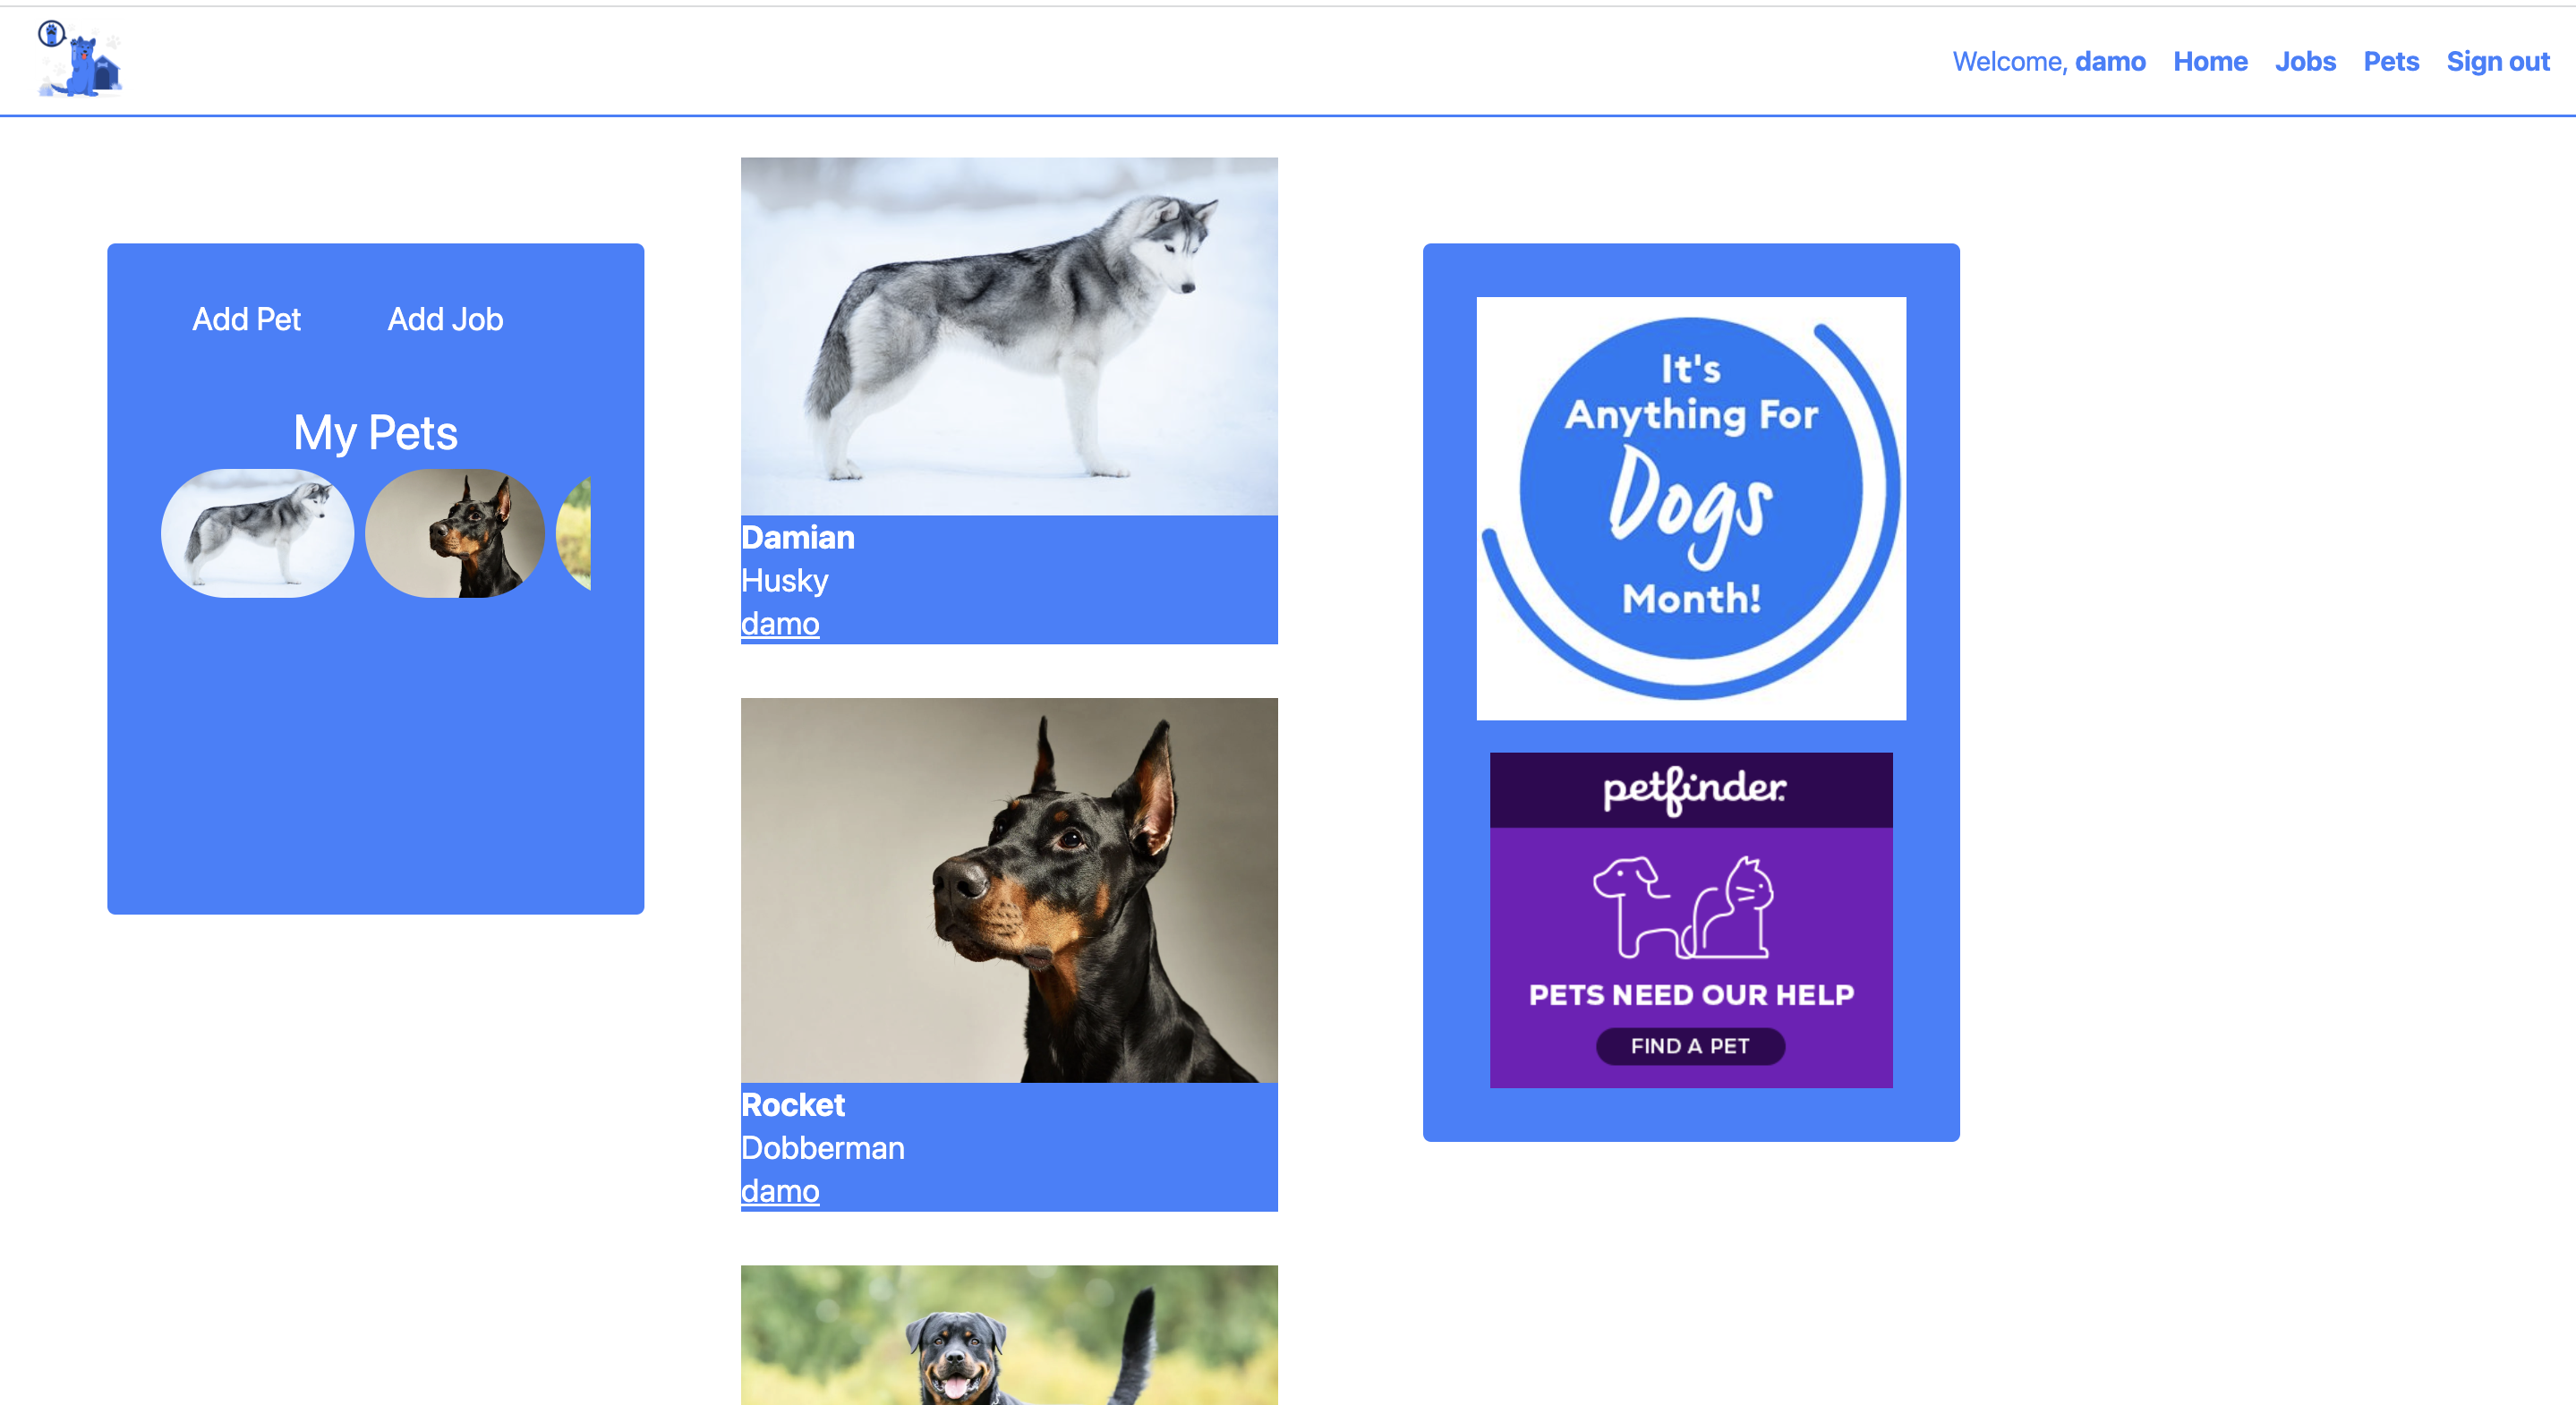 Welcome, damo Home Jobs Pets Sign out
Add Pet Add Job
My Pets
Damian
Husky
damo
Rocket
Dobberman
damo
It's
Anything For
Dogs
Month!
petfinder
PETS NEED OUR HELP
FIND A PET